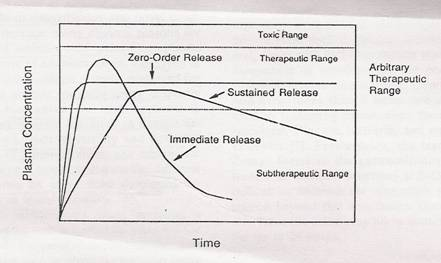 Toxic Range
Zero-Order Release
Therapeutic Range
Arbitrary
Therapeutic
Range
Sustained Release
Plasma Concentration
Immediate Release
Subtherapeutic Range
Time